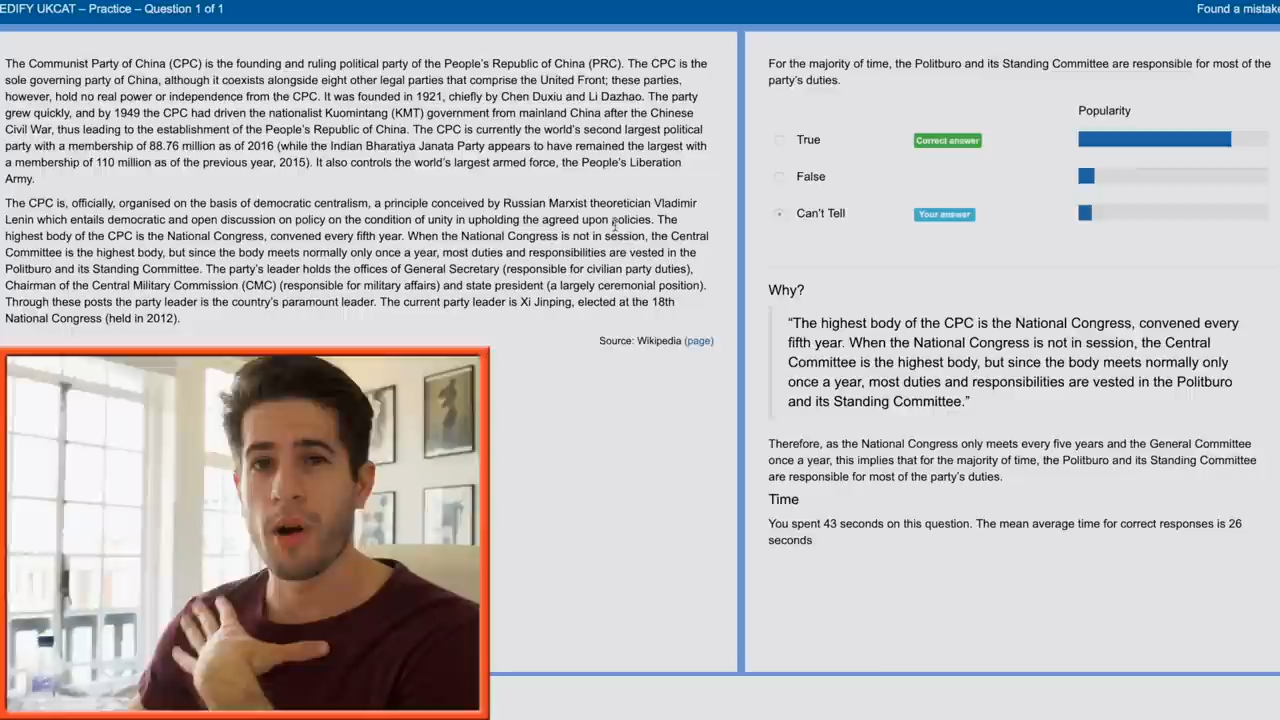 EDIFY UKCAT – Practice – Question 1 of 1
Found a mistake
The Communist Party of China (CPC) is the founding and ruling political party of the People's Republic of China (PRC). The CPC is the
sole governing party of China, although it coexists alongside eight other legal parties that comprise the United Front; these parties,
however, hold no real power or independence from the CPC. It was founded in 1921, chiefly by Chen Duxiu and Li Dazhao. The party
grew quickly, and by 1949 the CPC had driven the nationalist Kuomintang (KMT) government from mainland China after the Chinese
Civil War, thus leading to the establishment of the People's Republic of China. The CPC is currently the world's second largest political
party with a membership of 88.76 million as of 2016 (while the Indian Bharatiya Janata Party appears to have remained the largest with
a membership of 110 million as of the previous year, 2015). It also controls the world's largest armed force, the People's Liberation
Army.
The CPC is, officially, organised on the basis of democratic centralism, a principle conceived by Russian Marxist theoretician Vladimir
Lenin which entails democratic and open discussion on policy on the condition of unity in upholding the agreed upon policies. The
highest body of the CPC is the National Congress, convened every fifth year. When the National Congress is not in session, the Central
Committee is the highest body, but since the body meets normally only once a year, most duties and responsibilities are vested in the
Politburo and its Standing Committee. The party's leader holds the offices of General Secretary (responsible for civilian party duties),
Chairman of the Central Military Commission (CMC) (responsible for military affairs) and state president (a largely ceremonial position).
Through these posts the party leader is the country's paramount leader. The current party leader is Xi Jinping, elected at the 18th
National Congress (held in 2012).
Source: Wikipedia (page)
For the majority of time, the Politburo and its Standing Committee are responsible for most of the
party's duties.
Popularity
True Correct answer
False
Can't Tell Your answer
Why?
“The highest body of the CPC is the National Congress, convened every
fifth year. When the National Congress is not in session, the Central
Committee is the highest body, but since the body meets normally only
once a year, most duties and responsibilities are vested in the Politburo
and its Standing Committee.”
Therefore, as the National Congress only meets every five years and the General Committee
once a year, this implies that for the majority of time, the Politburo and its Standing Committee
are responsible for most of the party's duties.
Time
You spent 43 seconds on this question. The mean average time for correct responses is 26
seconds